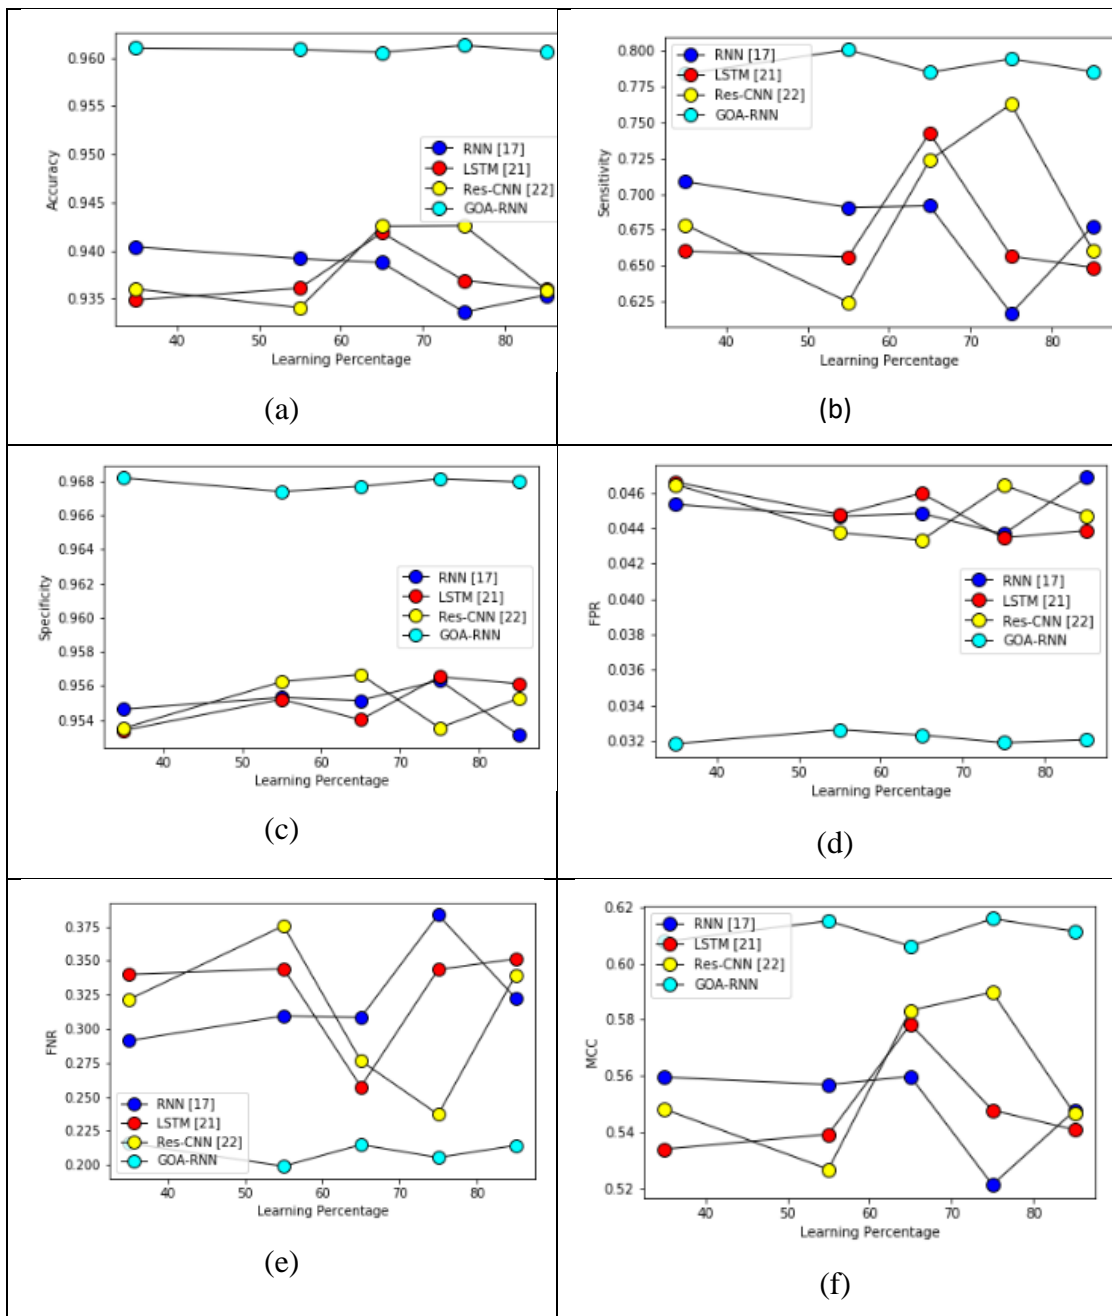 0.960
0.955
0.950
0.945
0.940
0.935
Accuracy
RNN [17]
LSTM [21]
Res-CNN [22]
GOA-RNN
40 50 60 70 80
Learning Percentage
(a)
0.800
0.775
0.750
0.725
0.700
0.675
0.650
0.625
Sensitivity
RNN [17]
LSTM [21]
Res-CNN [22]
GOA-RNN
40 50 60 70 80
Learning Percentage
(b)
0.968
0.966
0.964
0.962
0.960
0.958
0.956
0.954
Specificity
RNN [17]
LSTM [21]
Res-CNN [22]
GOA-RNN
40 50 60 70 80
Learning Percentage
(c)
0.046
0.044
0.042
0.040
0.038
0.036
0.034
0.032
FPR
RNN [17]
LSTM [21]
Res-CNN [22]
GOA-RNN
40 50 60 70 80
Learning Percentage
(d)
0.375
0.350
0.325
0.300
0.275
0.250
0.225
0.200
FNR
RNN [17]
LSTM [21]
Res-CNN [22]
GOA-RNN
40 50 60 70 80
Learning Percentage
(e)
0.62
0.60
0.58
0.56
0.54
0.52
MCC
RNN [17]
LSTM [21]
Res-CNN [22]
GOA-RNN
40 50 60 70 80
Learning Percentage
(f)